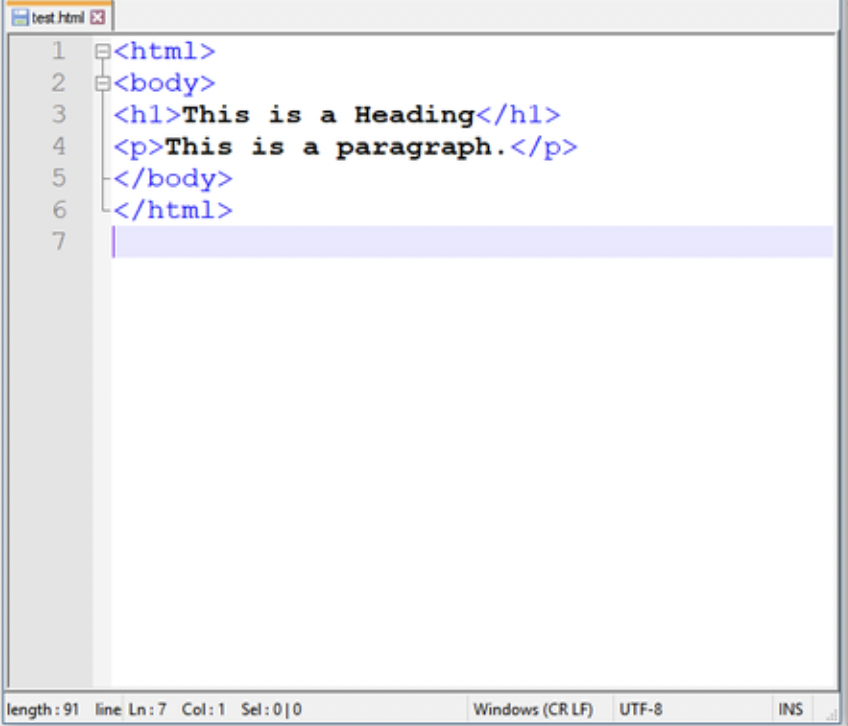 test.html
1 <html>
2 <body>
3 <h1>This is a Heading</h1>
4 <p>This is a paragraph.</p>
5 </body>
6 </html>
7
length : 91 line Ln : 7 Col : 1 Sel : 0 | 0 Windows (CR LF) UTF-8 INS